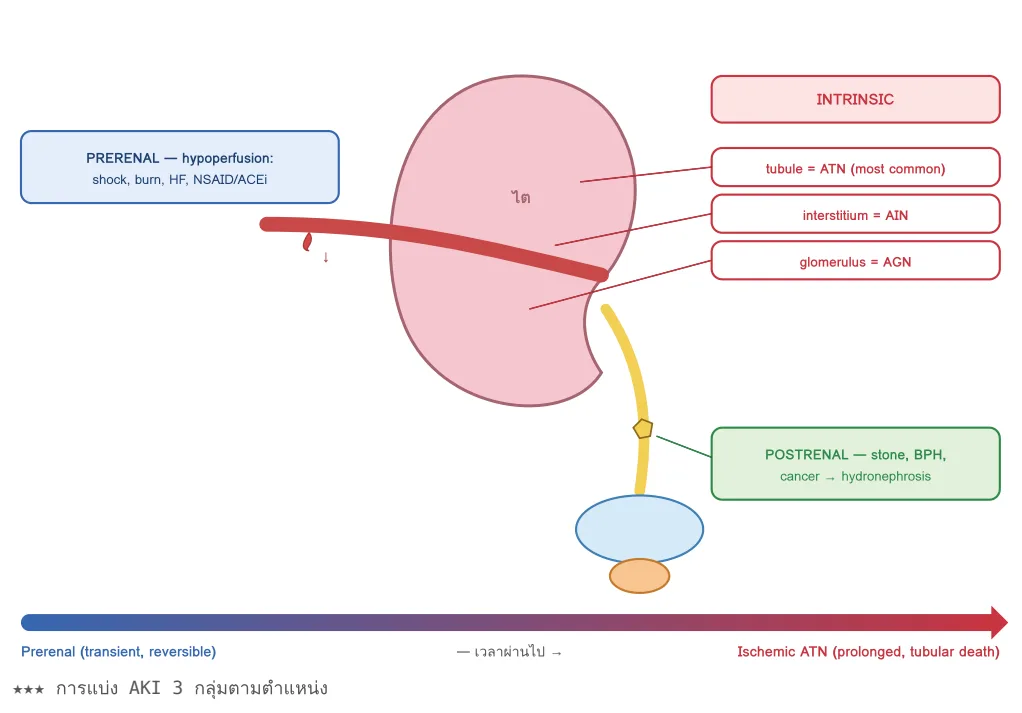 INTRINSIC
PRERENAL — hypoperfusion:
shock, burn, HF, NSAID/ACEi
tubule = ATN (most common)
ไต
interstitium = AIN
↓
glomerulus = AGN
POSTRENAL — stone, BPH,
cancer → hydronephrosis
Prerenal (transient, reversible)
— เวลาผ่านไป →
Ischemic ATN (prolonged, tubular death)
★★★ การแบ่ง AKI 3 กลุ่มตามตำแหน่ง